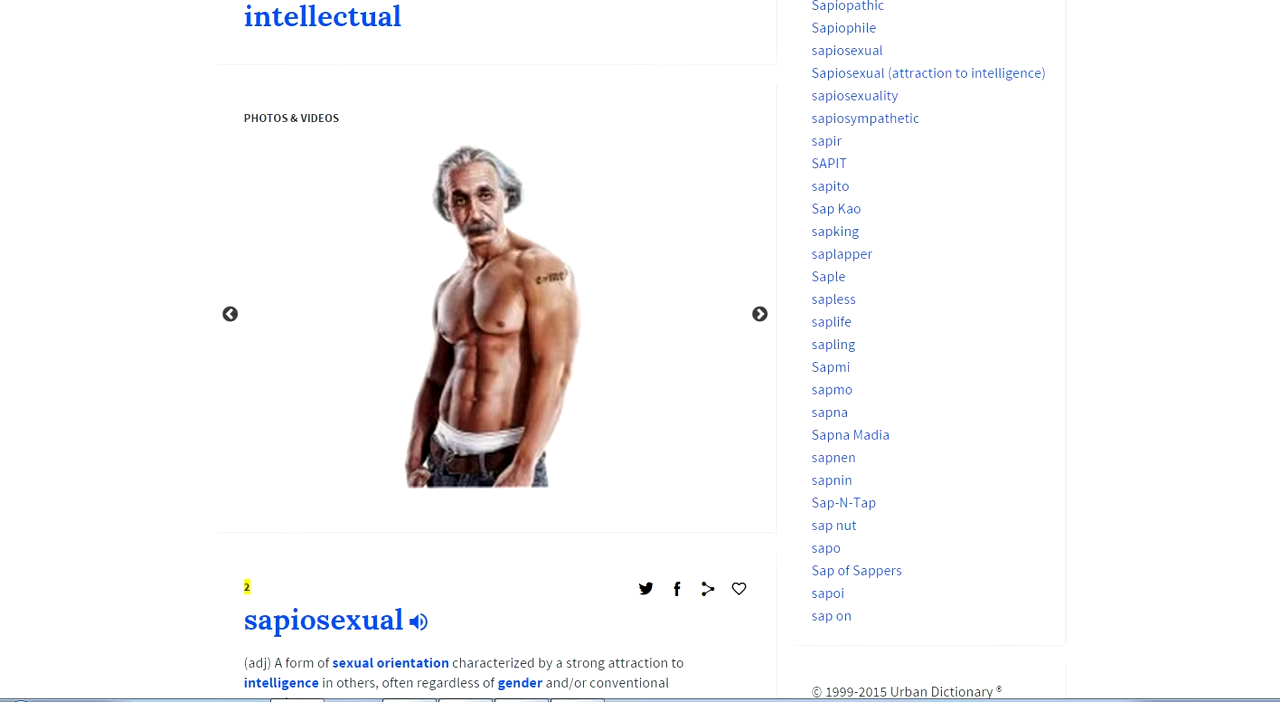 intellectual
PHOTOS & VIDEOS
e=mc²
2
sapiosexual
(adj) A form of sexual orientation characterized by a strong attraction to
intelligence in others, often regardless of gender and/or conventional
Sapiopathic
Sapiophile
sapiosexual
Sapiosexual (attraction to intelligence)
sapiosexuality
sapiosympathetic
sapir
SAPIT
sapito
Sap Kao
sapking
saplapper
Saple
sapless
saplife
sapling
Sapmi
sapmo
sapna
Sapna Madia
sapnen
sapnin
Sap-N-Tap
sap nut
sapo
Sap of Sappers
sapoi
sap on
© 1999-2015 Urban Dictionary ®